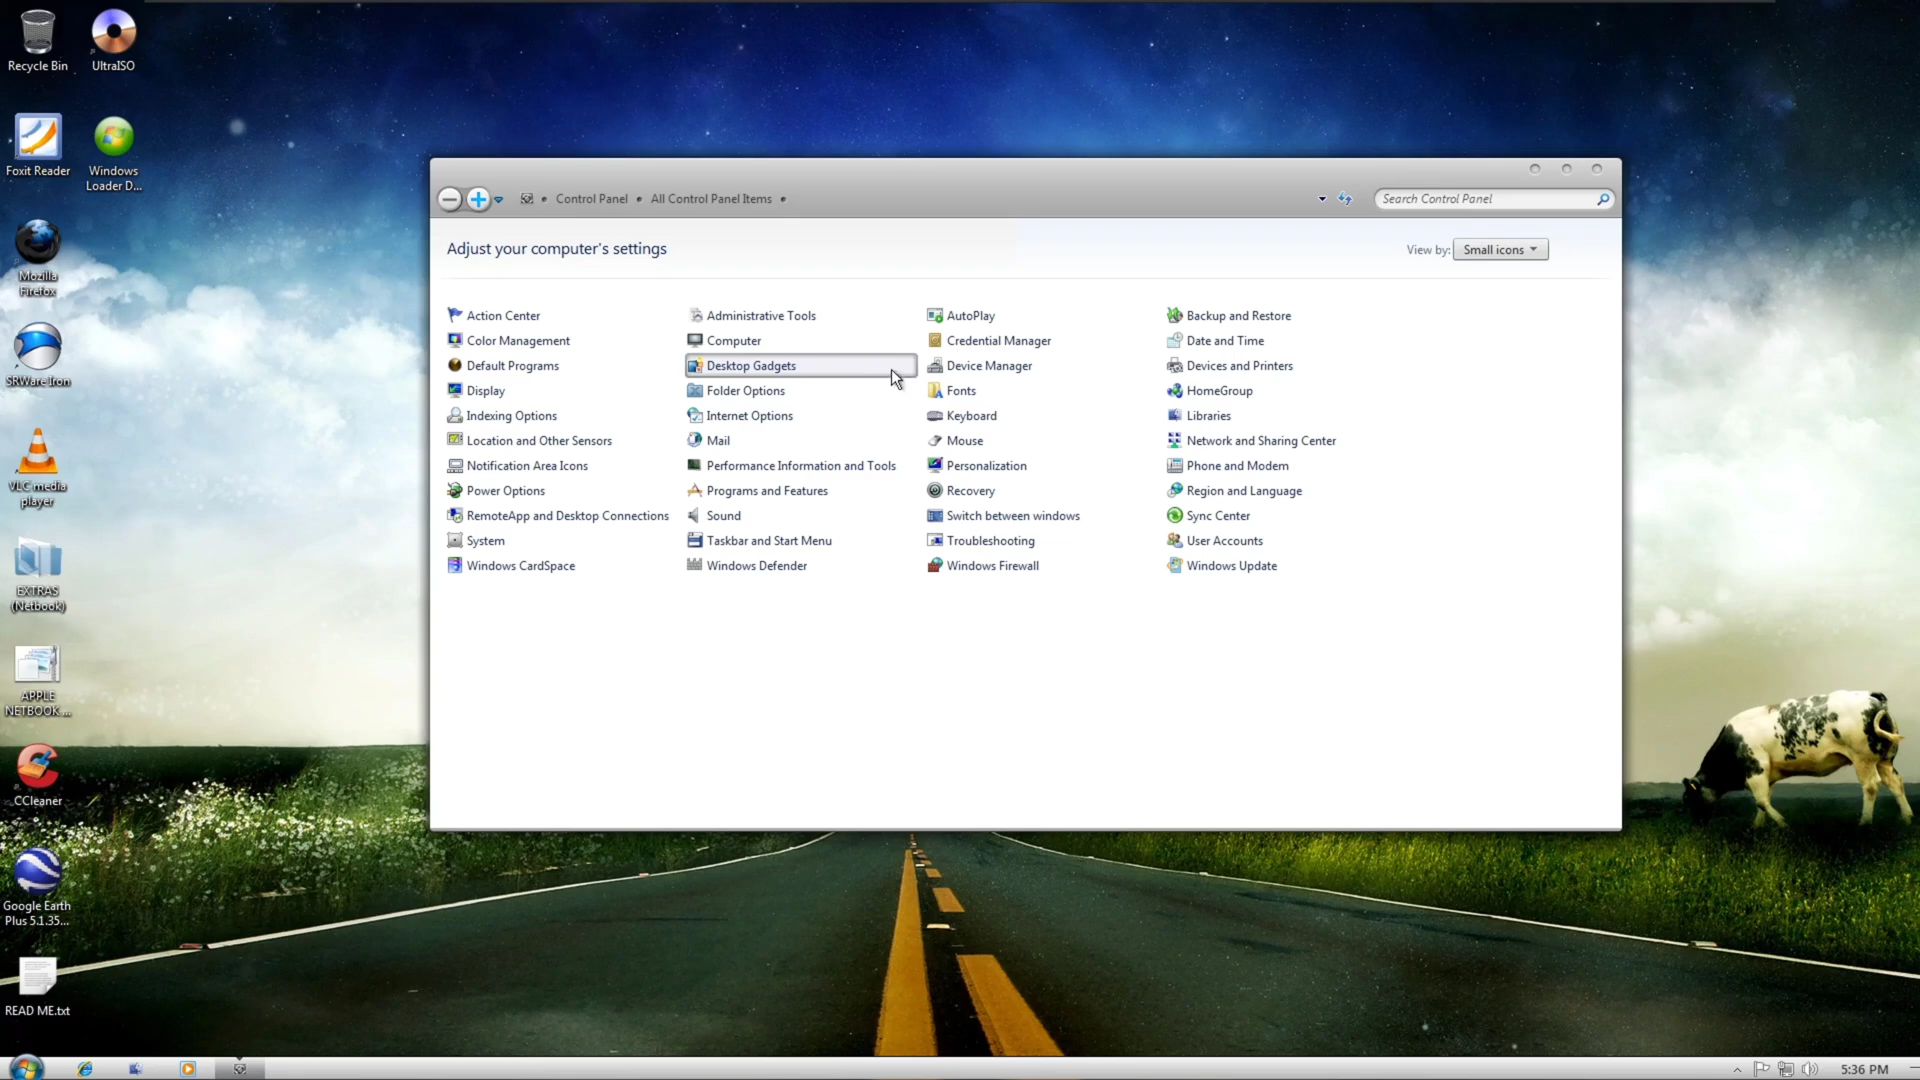 Recycle Bin
UltraISO
Foxit Reader
Windows
Loader D...
Mozilla
Firefox
SRWare Iron
VLC media
player
EXTRAS
(Netbook)
APPLE
NETBOOK ...
CCleaner
Google Earth
Plus 5.1.35...
READ ME.txt
Control Panel
All Control Panel Items
Search Control Panel
Adjust your computer's settings
View by: Small icons
Action Center
Administrative Tools
AutoPlay
Backup and Restore
Color Management
Computer
Credential Manager
Date and Time
Default Programs
Desktop Gadgets
Device Manager
Devices and Printers
Display
Folder Options
Fonts
HomeGroup
Indexing Options
Internet Options
Keyboard
Libraries
Location and Other Sensors
Mail
Mouse
Network and Sharing Center
Notification Area Icons
Performance Information and Tools
Personalization
Phone and Modem
Power Options
Programs and Features
Recovery
Region and Language
RemoteApp and Desktop Connections
Sound
Switch between windows
Sync Center
System
Taskbar and Start Menu
Troubleshooting
User Accounts
Windows CardSpace
Windows Defender
Windows Firewall
Windows Update
5:36 PM